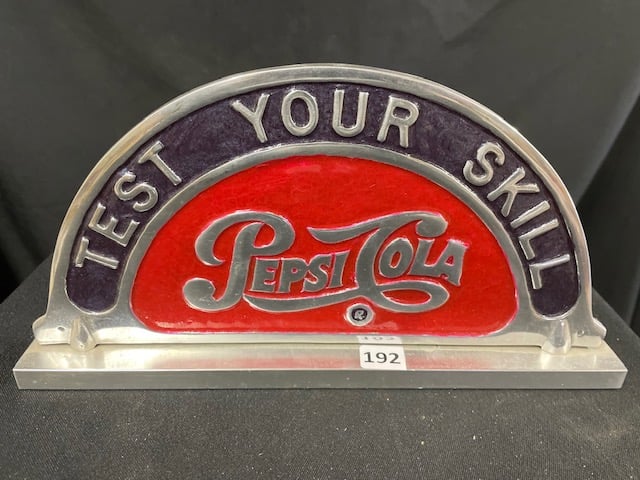 TEST YOUR SKILL
PEPSI COLA
R
192